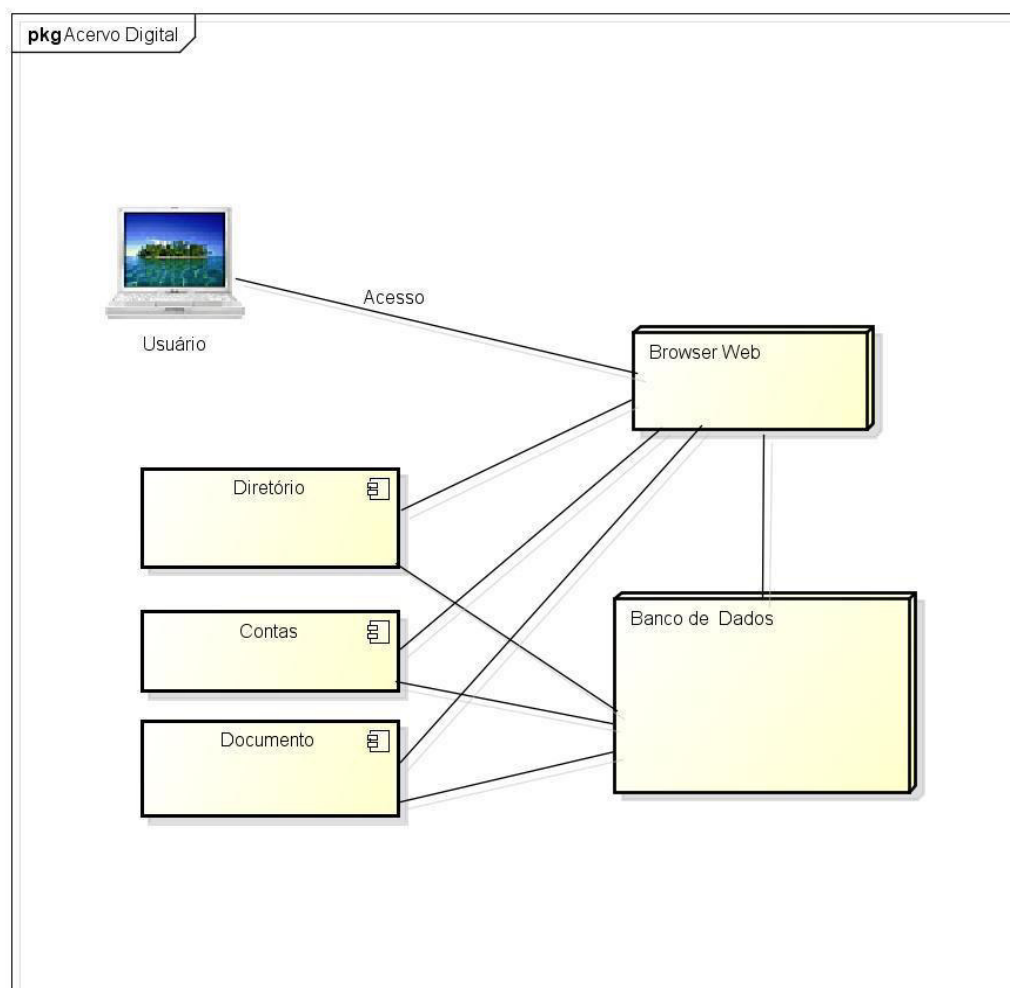 pkg Acervo Digital
Acesso
Usuário
Browser Web
Diretório
Banco de Dados
Contas
Documento